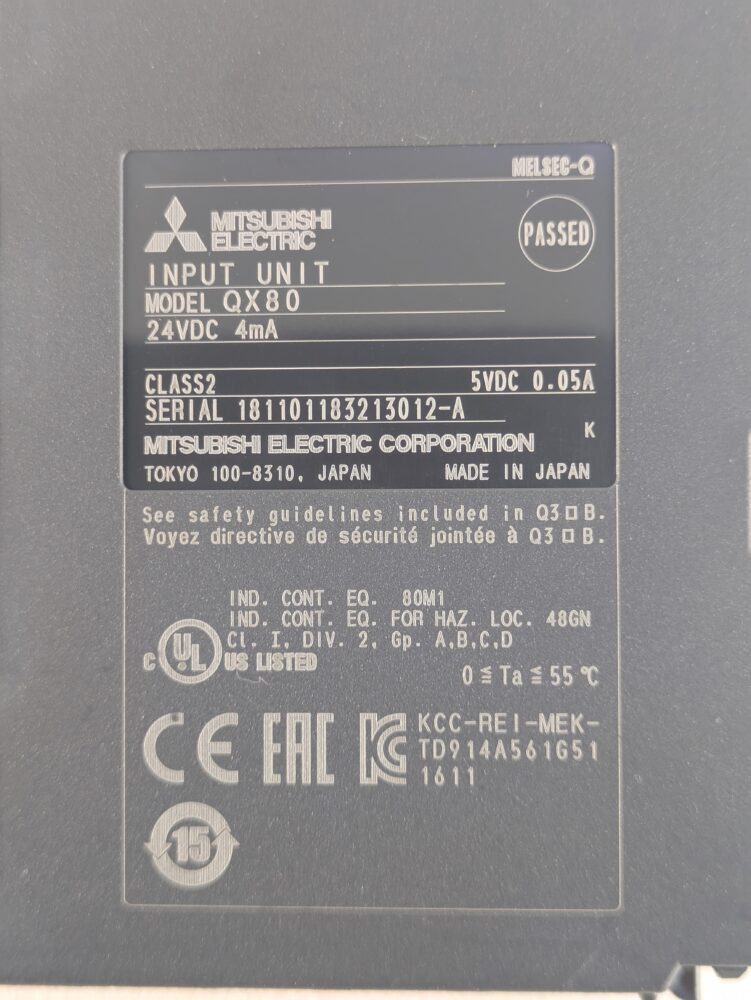 MELSEC-Q
MITSUBISHI
ELECTRIC
PASSED
INPUT UNIT
MODEL QX80
24VDC 4mA
CLASS2 5VDC 0.05A
SERIAL 181101183213012-A
K
MITSUBISHI ELECTRIC CORPORATION
TOKYO 100-8310, JAPAN MADE IN JAPAN
See safety guidelines included in Q3□B.
Voyez directive de sécurité jointée à Q3□B.
IND. CONT. EQ. 80M1
IND. CONT. EQ. FOR HAZ. LOC. 48GN
Cl. I, DIV. 2, Gp. A,B,C,D
C UL US LISTED
0≦Ta≦55℃
CE EAC KC KCC-REI-MEK-
TD914A561G51
1611
15